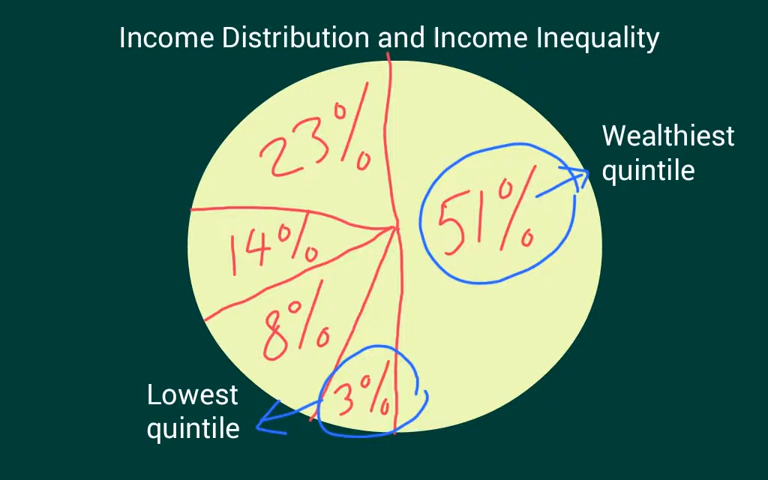 Income Distribution and Income Inequality
23%
Wealthiest
quintile
51%
14%
8%
3%
Lowest
quintile